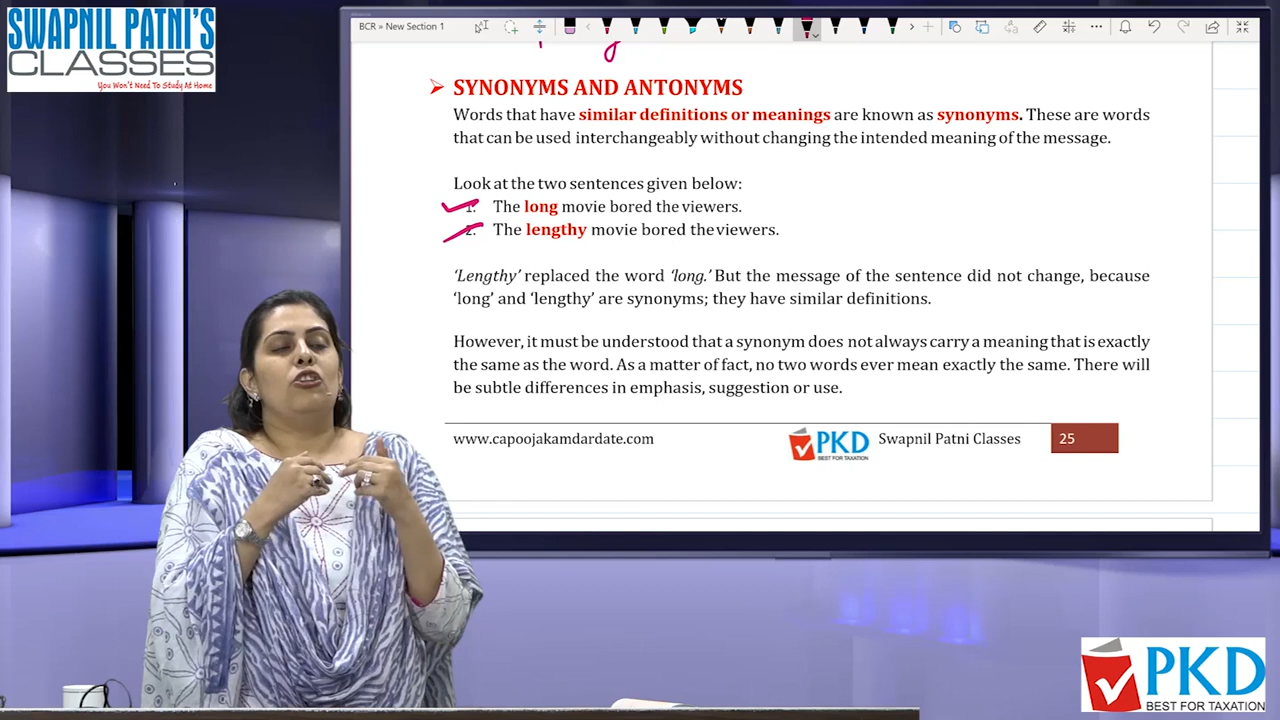 SWAPNIL PATNI'S
CLASSES
You Won't Need To Study At Home
BCR » New Section 1
SYNONYMS AND ANTONYMS
Words that have similar definitions or meanings are known as synonyms. These are words
that can be used interchangeably without changing the intended meaning of the message.
Look at the two sentences given below:
1. The long movie bored the viewers.
2. The lengthy movie bored the viewers.
'Lengthy' replaced the word 'long.' But the message of the sentence did not change, because
'long' and 'lengthy' are synonyms; they have similar definitions.
However, it must be understood that a synonym does not always carry a meaning that is exactly
the same as the word. As a matter of fact, no two words ever mean exactly the same. There will
be subtle differences in emphasis, suggestion or use.
www.capoojakamdardate.com
PKD
BEST FOR TAXATION
Swapnil Patni Classes
25
PKD
BEST FOR TAXATION